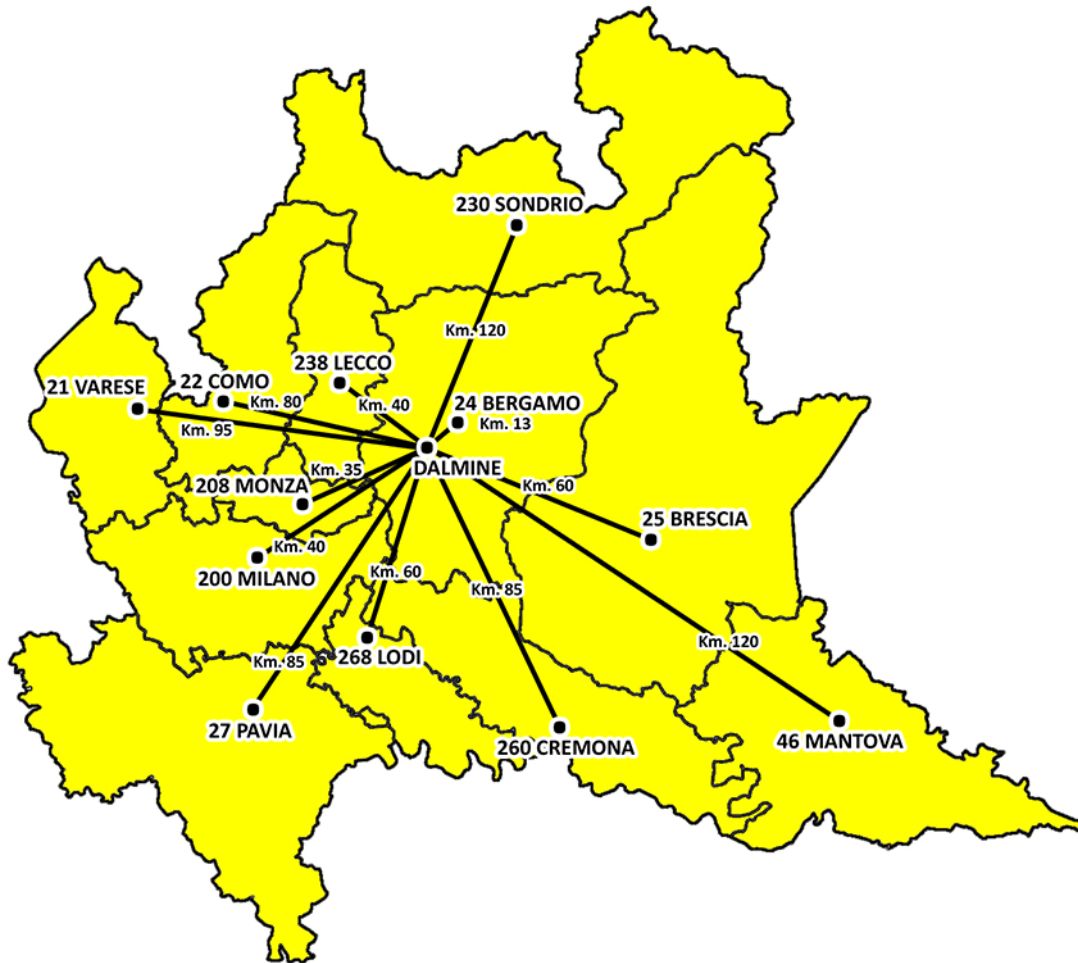 230 SONDRIO
Km. 120
238 LECCO
21 VARESE
22 COMO
Km. 80
Km. 40
24 BERGAMO
Km. 13
Km. 95
DALMINE
Km. 35
208 MONZA
Km. 60
25 BRESCIA
Km. 40
200 MILANO
Km. 60
Km. 85
Km. 120
268 LODI
Km. 85
27 PAVIA
260 CREMONA
46 MANTOVA